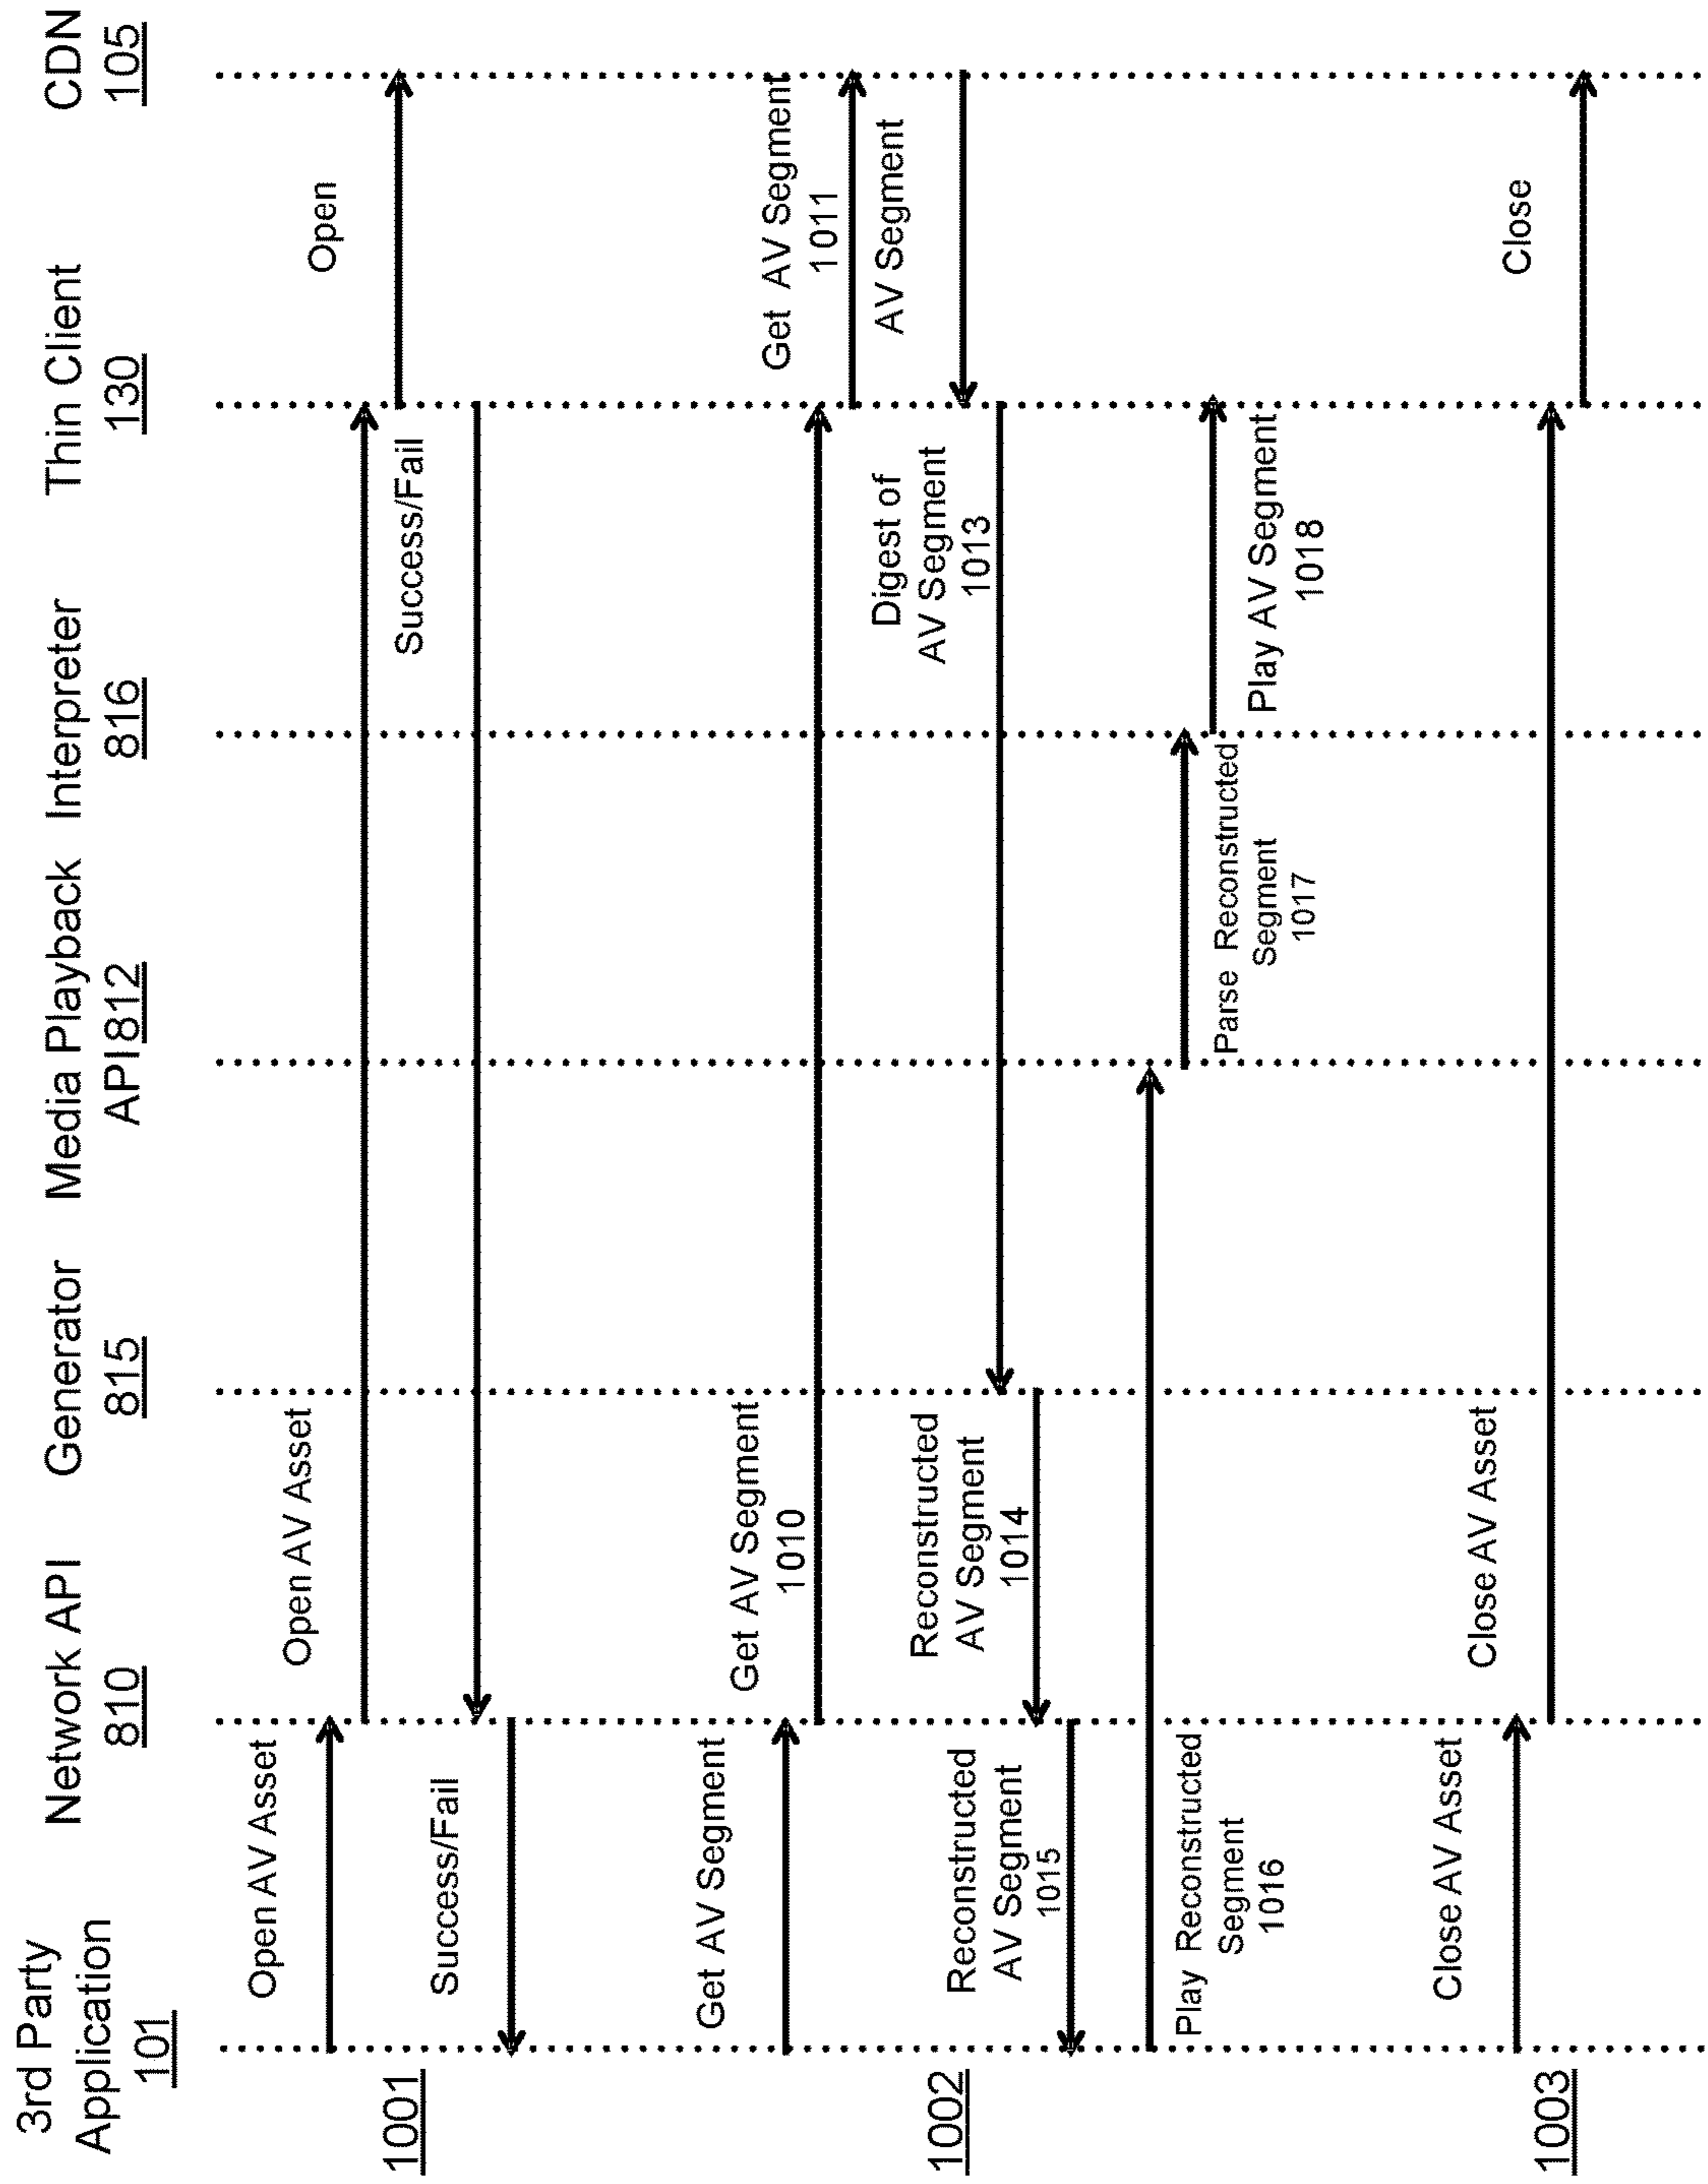 3rd Party
Application
101
Network API
810
Generator
815
Media Playback
API 812
Interpreter
816
Thin Client
130
CDN
105
1001
Open AV Asset
Open AV Asset
Open
Success/Fail
Success/Fail
1002
Get AV Segment
Get AV Segment
1010
Get AV Segment
1011
AV Segment
Digest of
AV Segment
1013
Reconstructed
AV Segment
1014
Reconstructed
AV Segment
1015
Play Reconstructed
Segment
1016
Parse Reconstructed
Segment
1017
Play AV Segment
1018
1003
Close AV Asset
Close AV Asset
Close